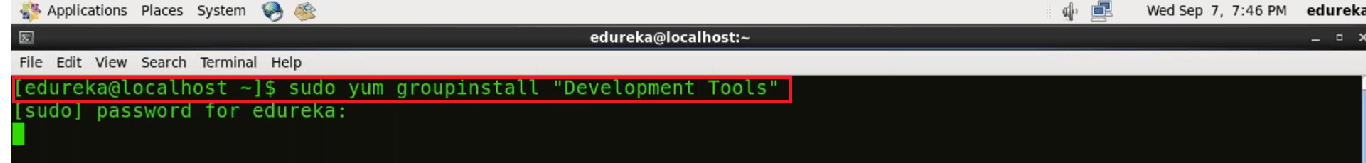 Applications Places System Wed Sep 7, 7:46 PM edureka
edureka@localhost:~
File Edit View Search Terminal Help
[edureka@localhost ~]$ sudo yum groupinstall "Development Tools"
[sudo] password for edureka: